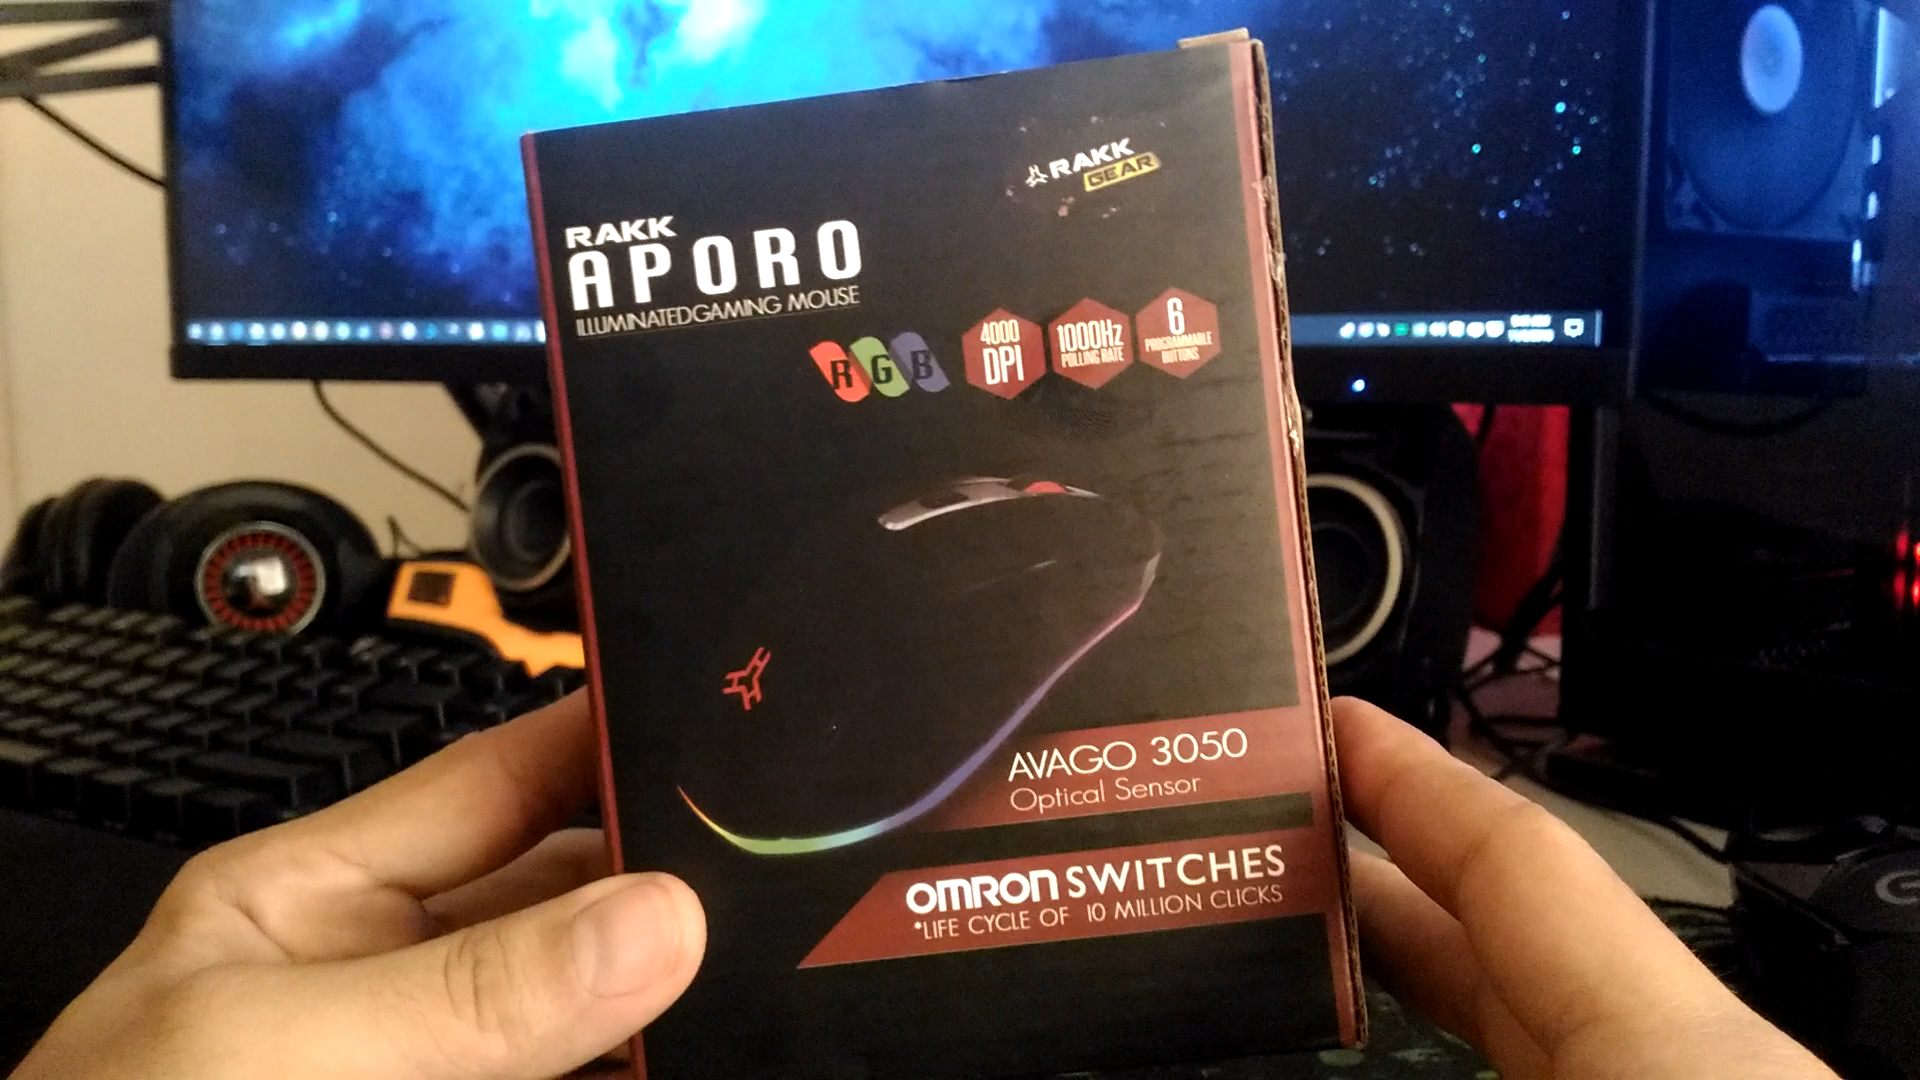 RAKK
GEAR
RAKK
APORO
ILLUMINATEDGAMING MOUSE
RGB
4000
DPI
1000Hz
POLLING RATE
6
PROGRAMMABLE
BUTTONS
AVAGO 3050
Optical Sensor
OMRON SWITCHES
*LIFE CYCLE OF 10 MILLION CLICKS